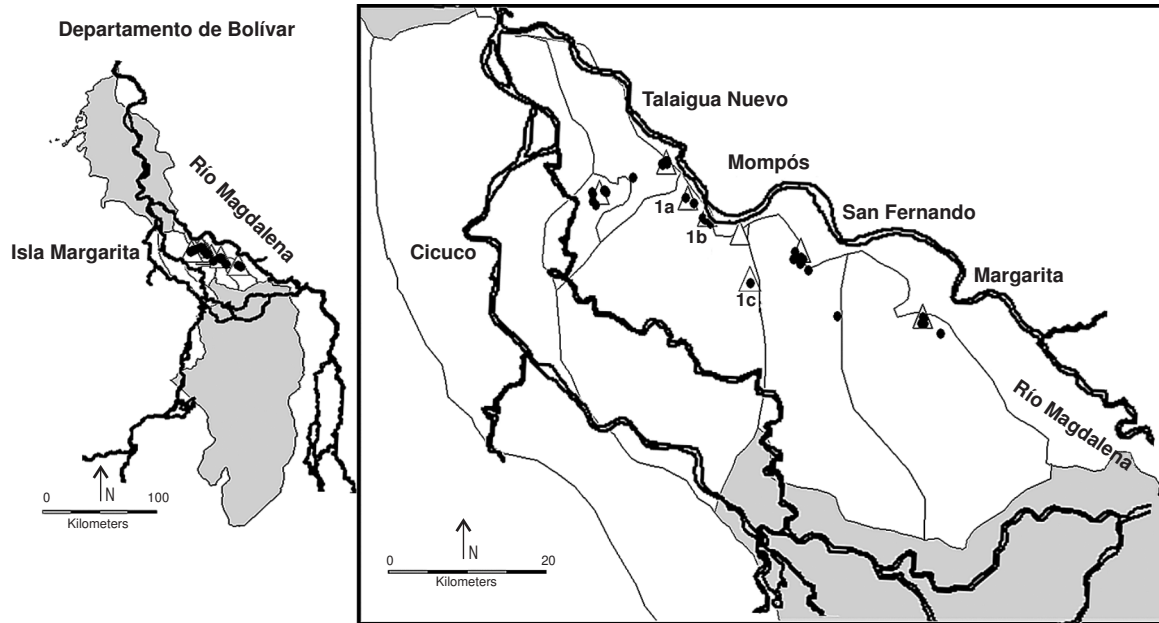 Departamento de Bolívar
Río Magdalena
Isla Margarita
N
0 100
Kilometers
Talaigua Nuevo
Mompós
San Fernando
Margarita
Cicuco
1a
1b
1c
Río Magdalena
N
0 20
Kilometers